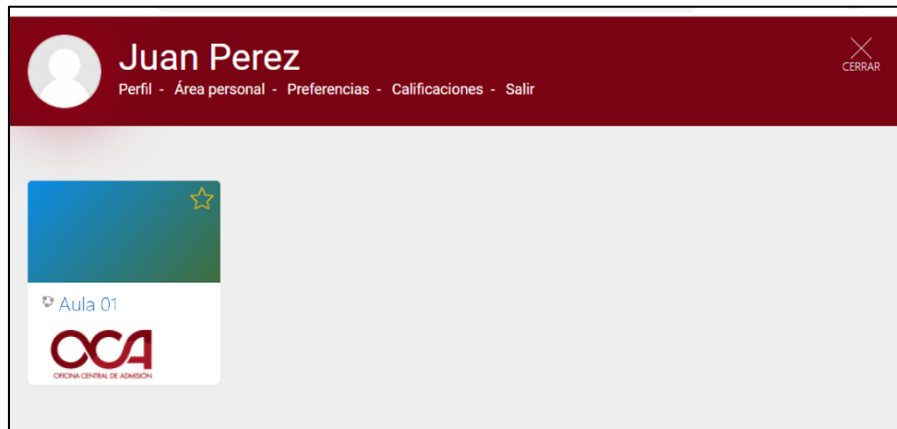 Juan Perez
Perfil - Área personal - Preferencias - Calificaciones - Salir
CERRAR
Aula 01
OCA
OFICINA CENTRAL DE ADMISIÓN